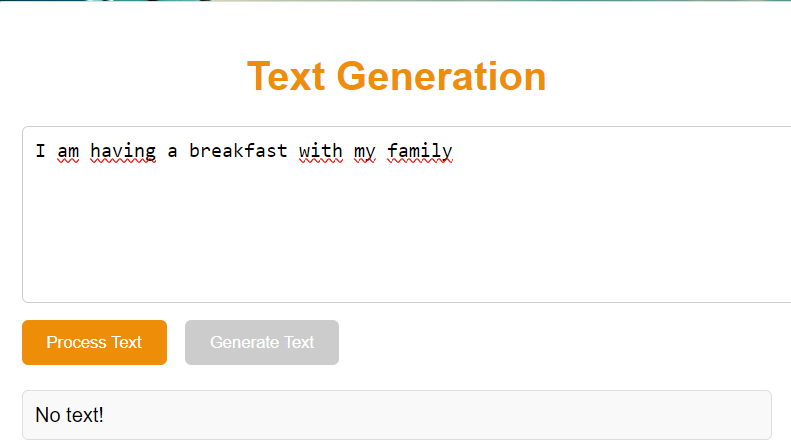 Text Generation
I am having a breakfast with my family
Process Text
Generate Text
No text!